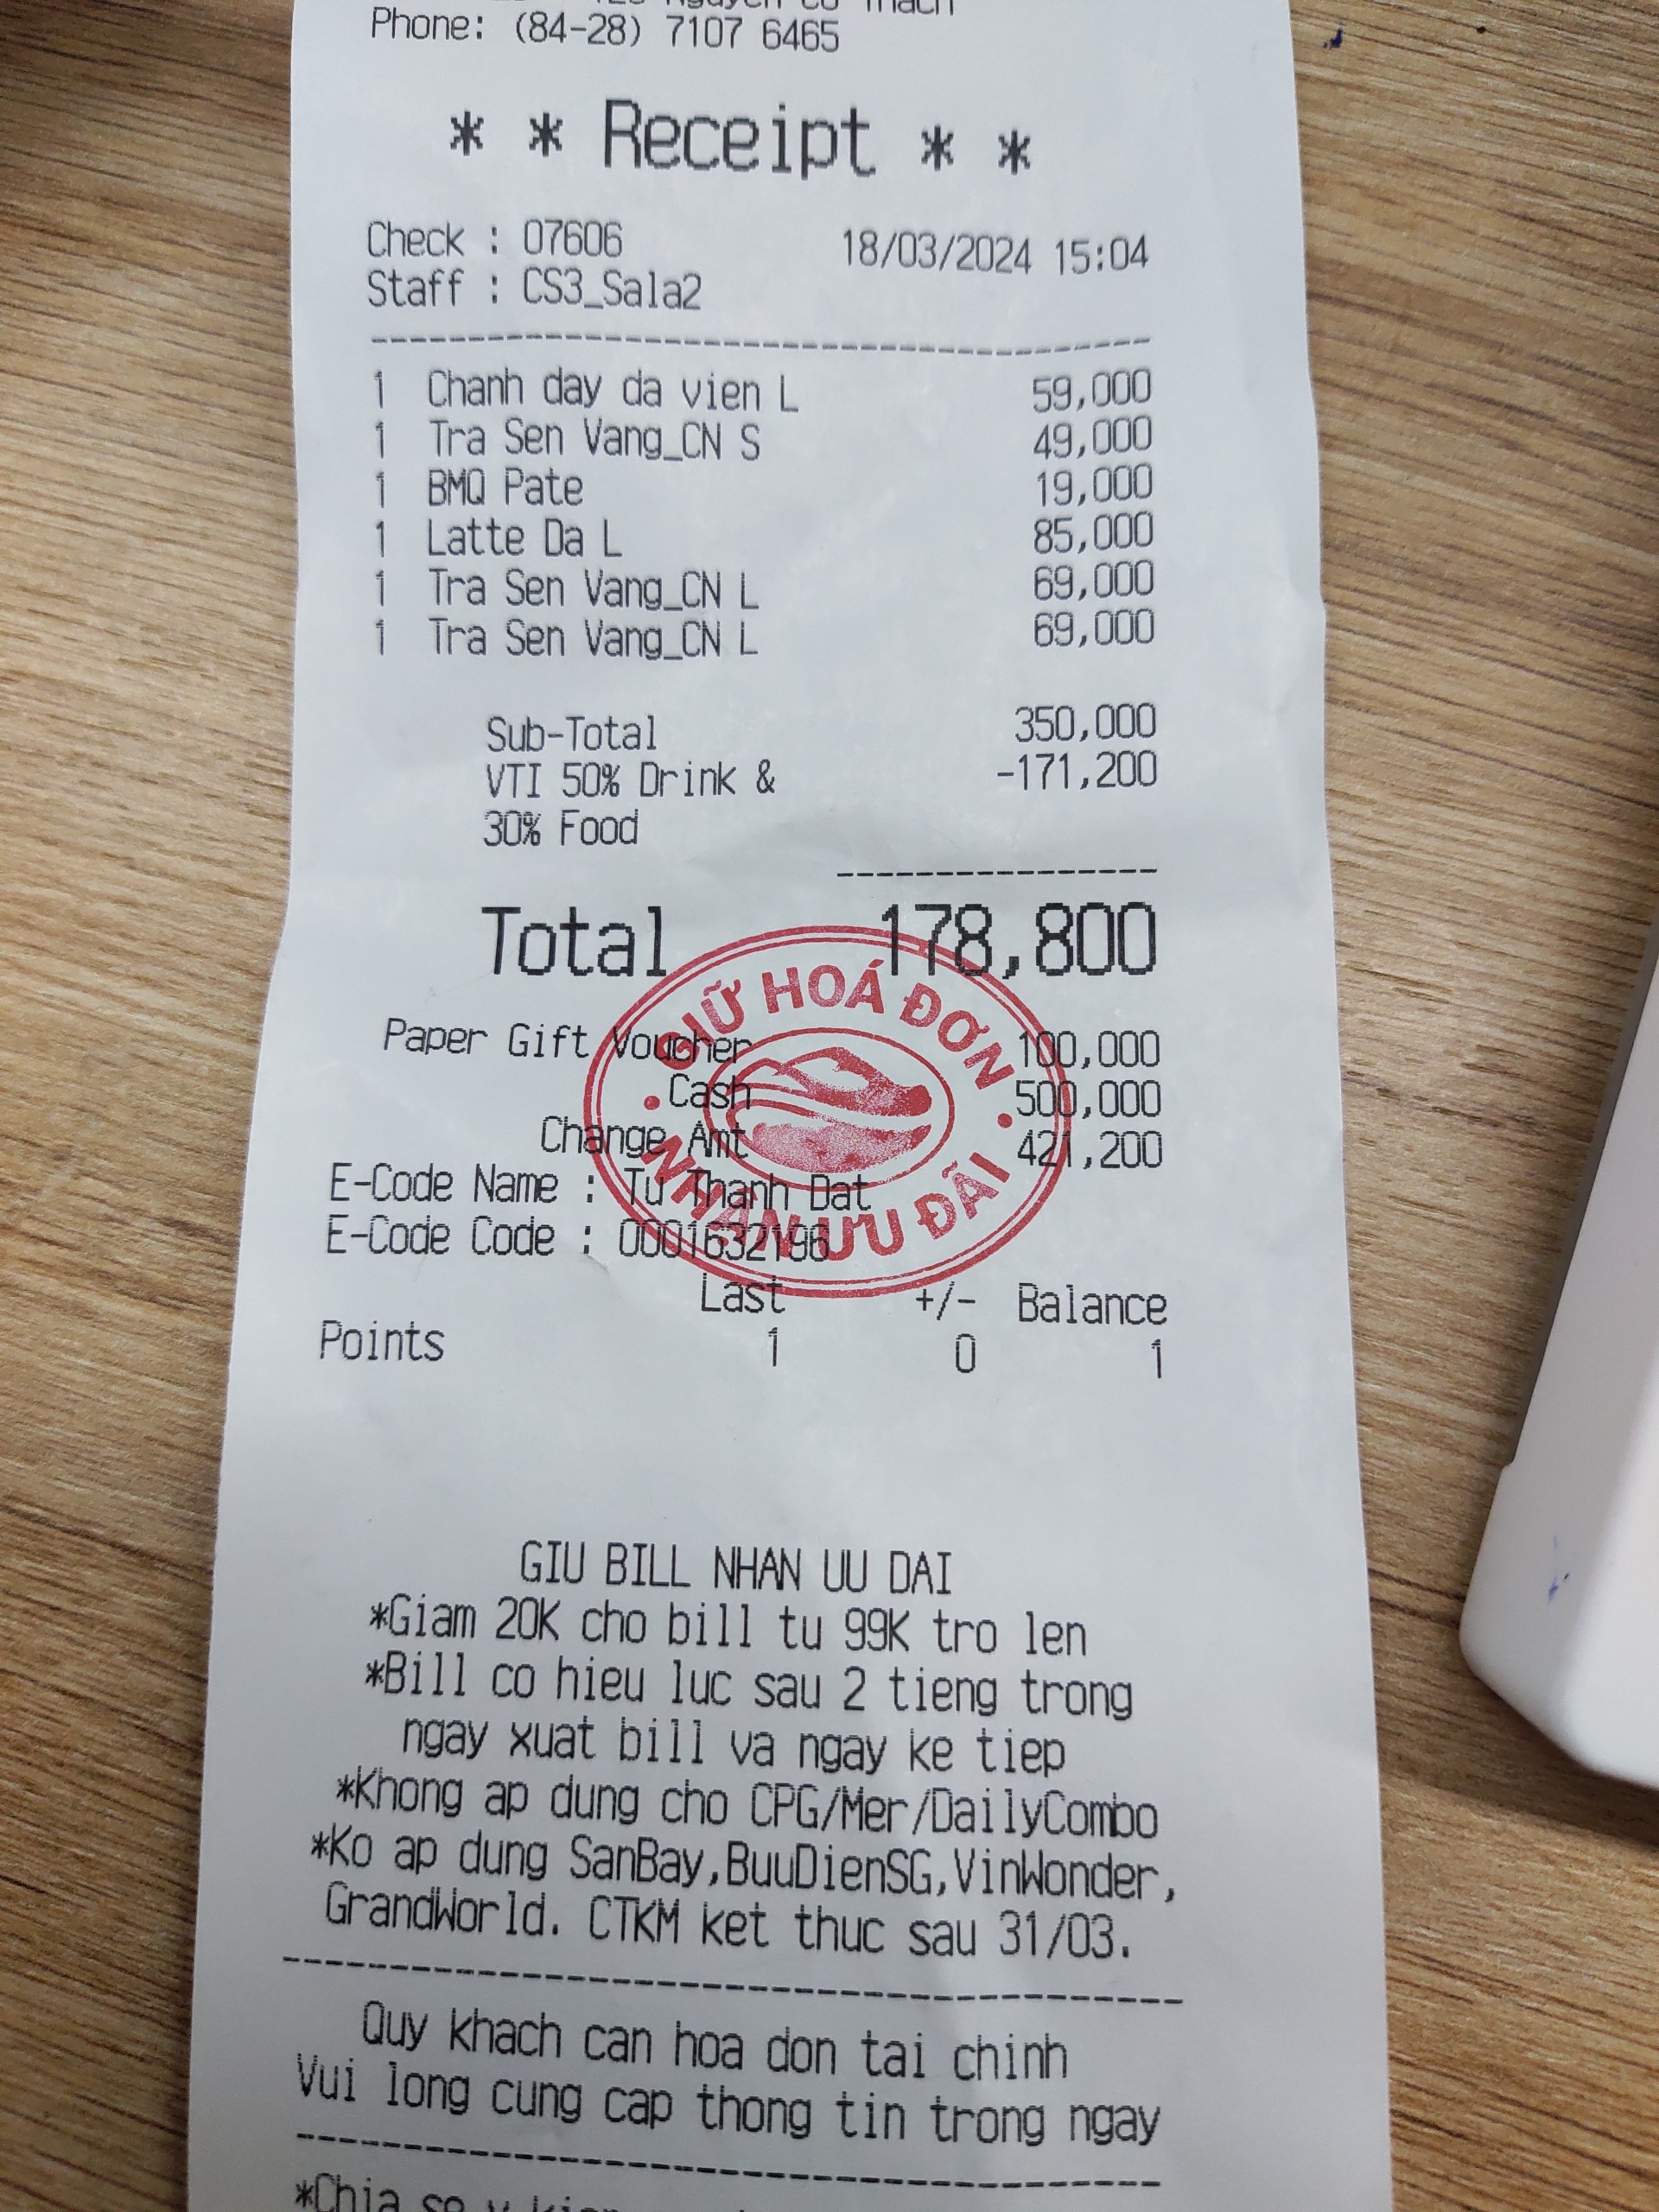 Phone: (84-28) 7107 6465
* * Receipt * *
Check : 07606 18/03/2024 15:04
Staff : CS3_Sala2
1 Chanh day da vien L 59,000
1 Tra Sen Vang_CN S 49,000
1 BMQ Pate 19,000
1 Latte Da L 85,000
1 Tra Sen Vang_CN L 69,000
1 Tra Sen Vang_CN L 69,000
Sub-Total 350,000
VTI 50% Drink & -171,200
30% Food
Total 178,800
GIỮ HOÁ ĐƠN
Paper Gift Voucher 100,000
Cash 500,000
Change Amt 421,200
E-Code Name : Tu Thanh Dat
NHẬN ƯU ĐÃI
E-Code Code : 0001632196
Last +/- Balance
Points 1 0 1
GIU BILL NHAN UU DAI
*Giam 20K cho bill tu 99K tro len
*Bill co hieu luc sau 2 tieng trong
ngay xuat bill va ngay ke tiep
*Khong ap dung cho CPG/Mer/DailyCombo
*Ko ap dung SanBay,BuuDienSG,VinWonder,
GrandWorld. CTKM ket thuc sau 31/03.
Quy khach can hoa don tai chinh
Vui long cung cap thong tin trong ngay
*Chia se y kien